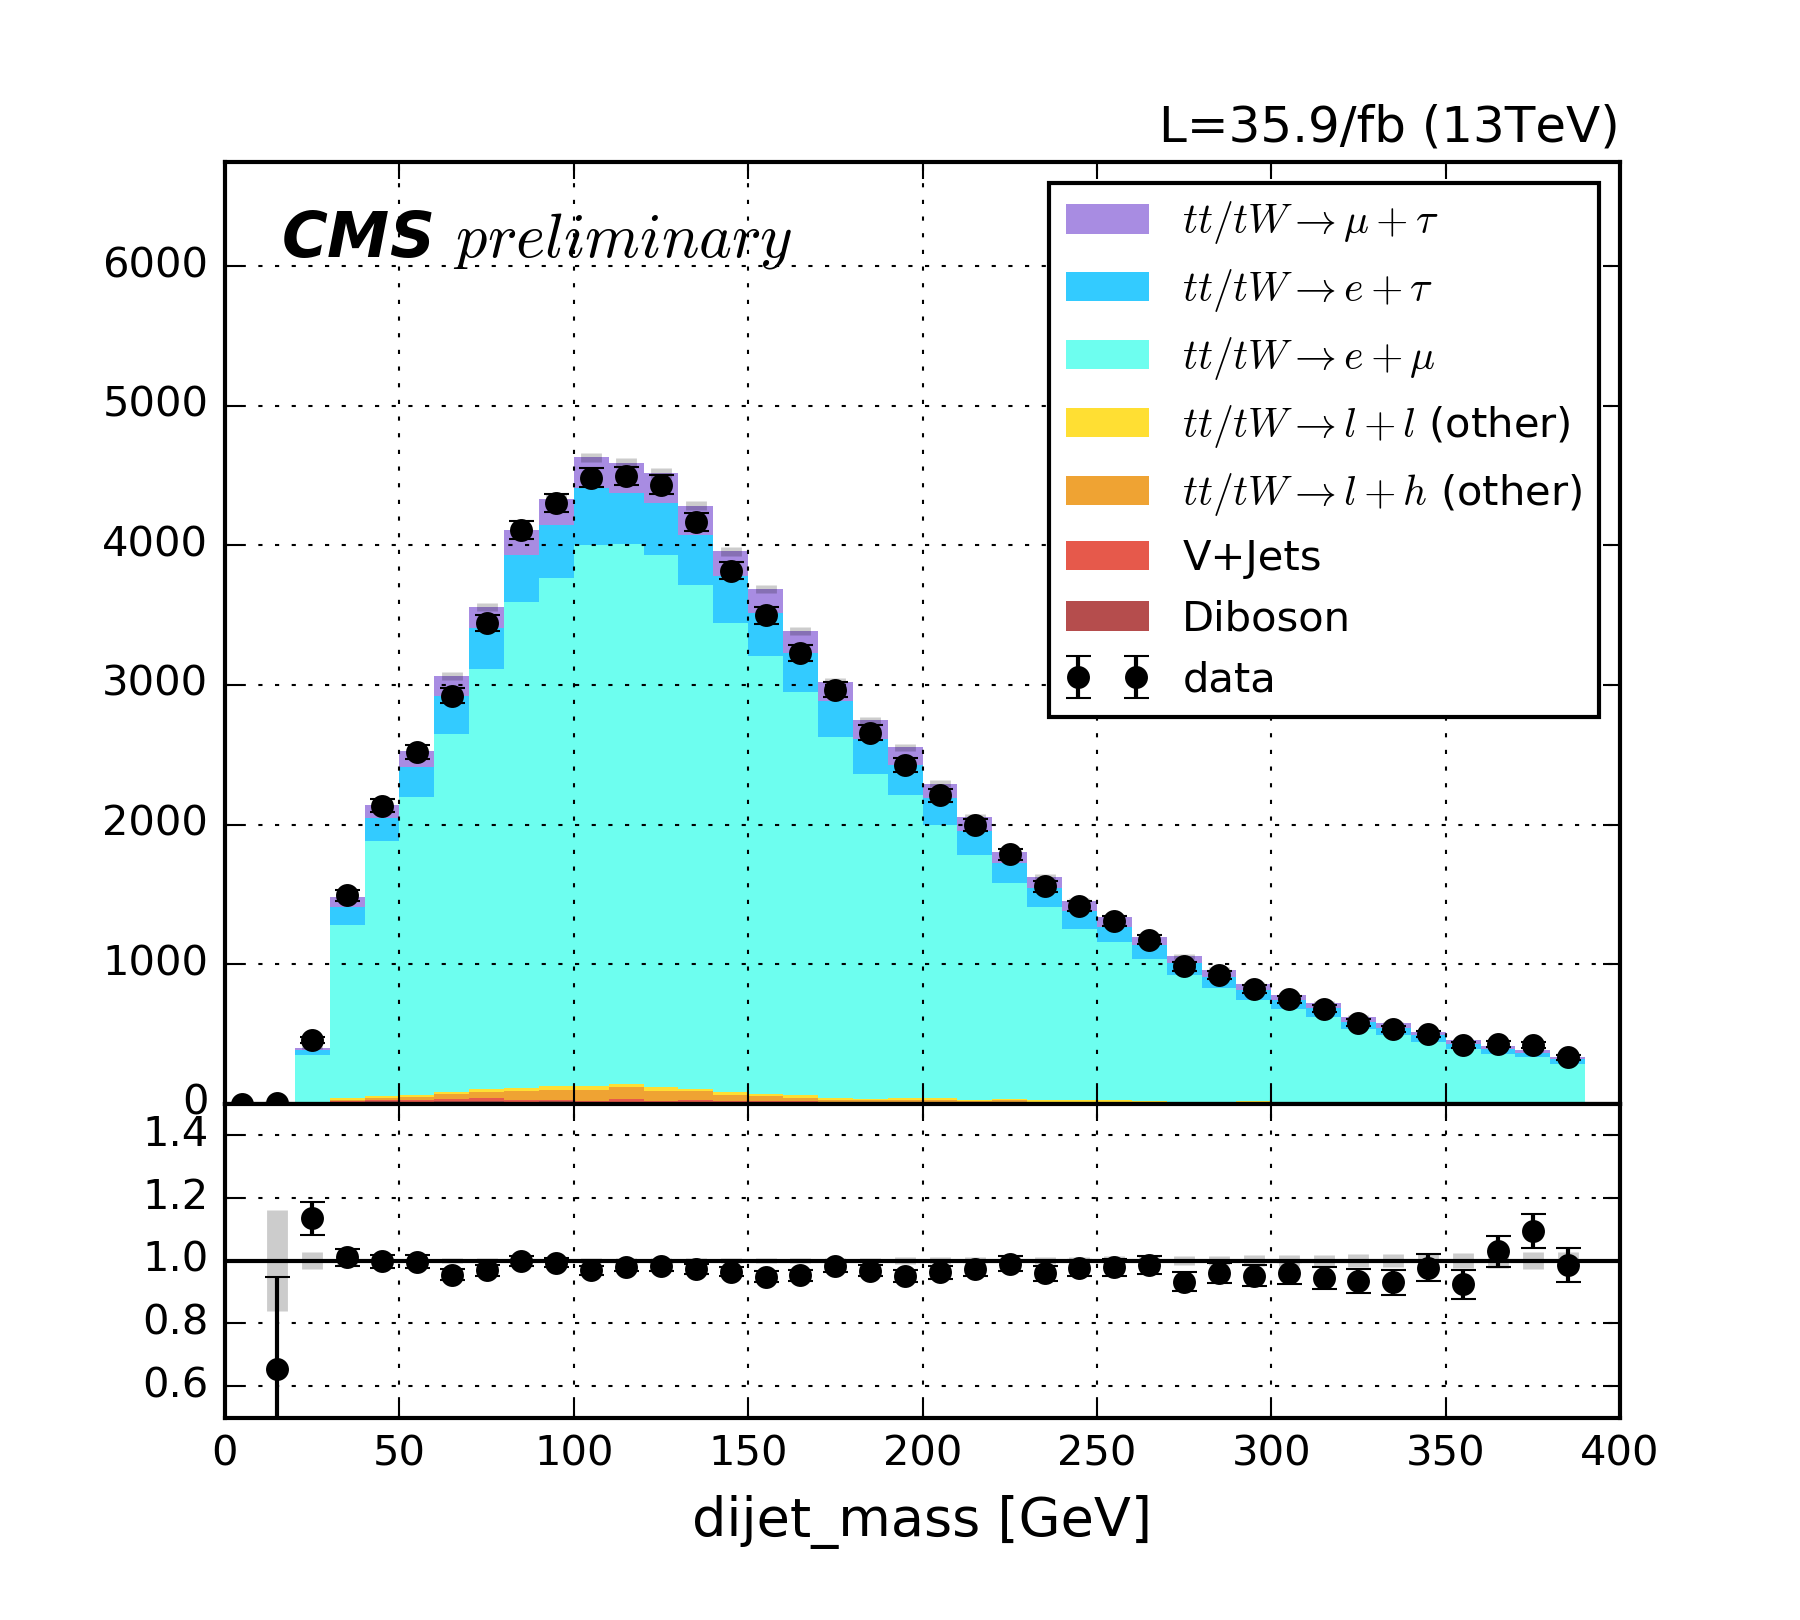 L=35.9/fb (13TeV)
CMS preliminary
tt/tW → μ + τ
tt/tW → e + τ
tt/tW → e + μ
tt/tW → l + l (other)
tt/tW → l + h (other)
V+Jets
Diboson
data
6000
5000
4000
3000
2000
1000
0
1.4
1.2
1.0
0.8
0.6
0 50 100 150 200 250 300 350 400
dijet_mass [GeV]